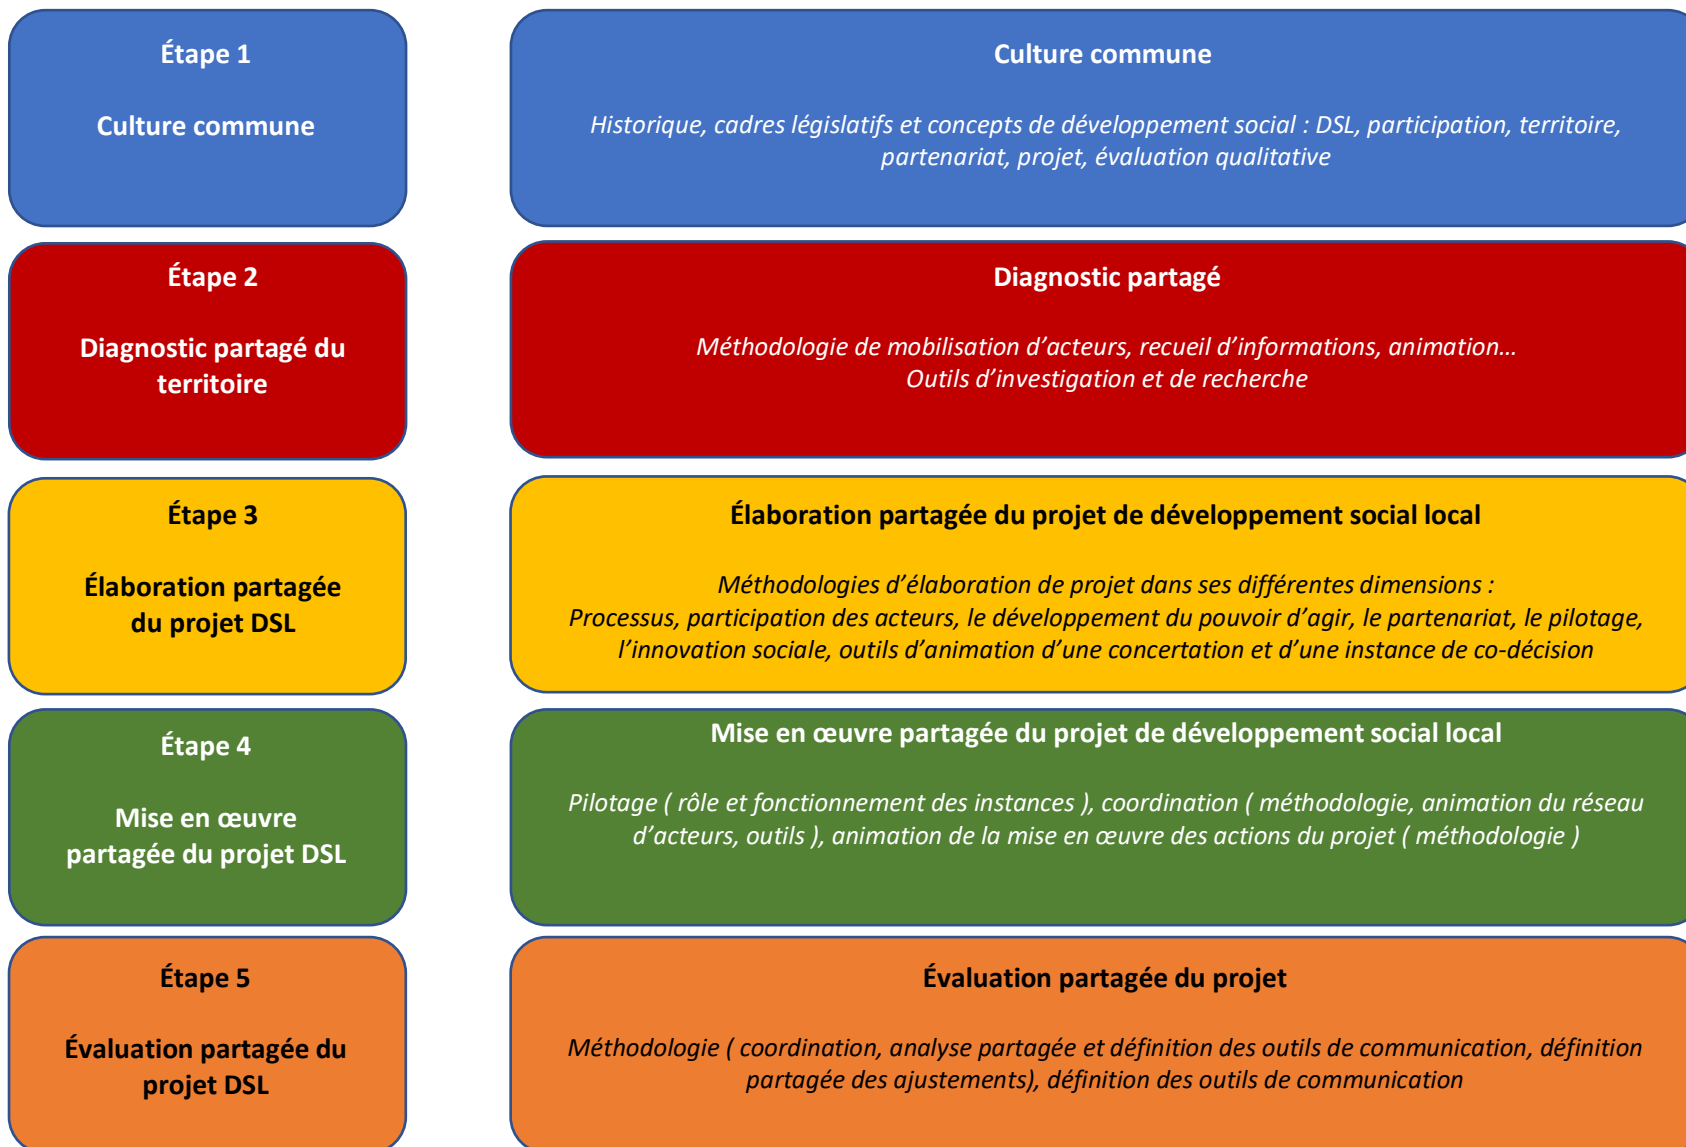 Étape 1
Culture commune
Culture commune
Historique, cadres législatifs et concepts de développement social : DSL, participation, territoire,
partenariat, projet, évaluation qualitative
Étape 2
Diagnostic partagé du
territoire
Diagnostic partagé
Méthodologie de mobilisation d’acteurs, recueil d’informations, animation…
Outils d’investigation et de recherche
Étape 3
Élaboration partagée
du projet DSL
Élaboration partagée du projet de développement social local
Méthodologies d’élaboration de projet dans ses différentes dimensions :
Processus, participation des acteurs, le développement du pouvoir d’agir, le partenariat, le pilotage,
l’innovation sociale, outils d’animation d’une concertation et d’une instance de co-décision
Étape 4
Mise en œuvre
partagée du projet DSL
Mise en œuvre partagée du projet de développement social local
Pilotage ( rôle et fonctionnement des instances ), coordination ( méthodologie, animation du réseau
d’acteurs, outils ), animation de la mise en œuvre des actions du projet ( méthodologie )
Étape 5
Évaluation partagée du
projet DSL
Évaluation partagée du projet
Méthodologie ( coordination, analyse partagée et définition des outils de communication, définition
partagée des ajustements), définition des outils de communication